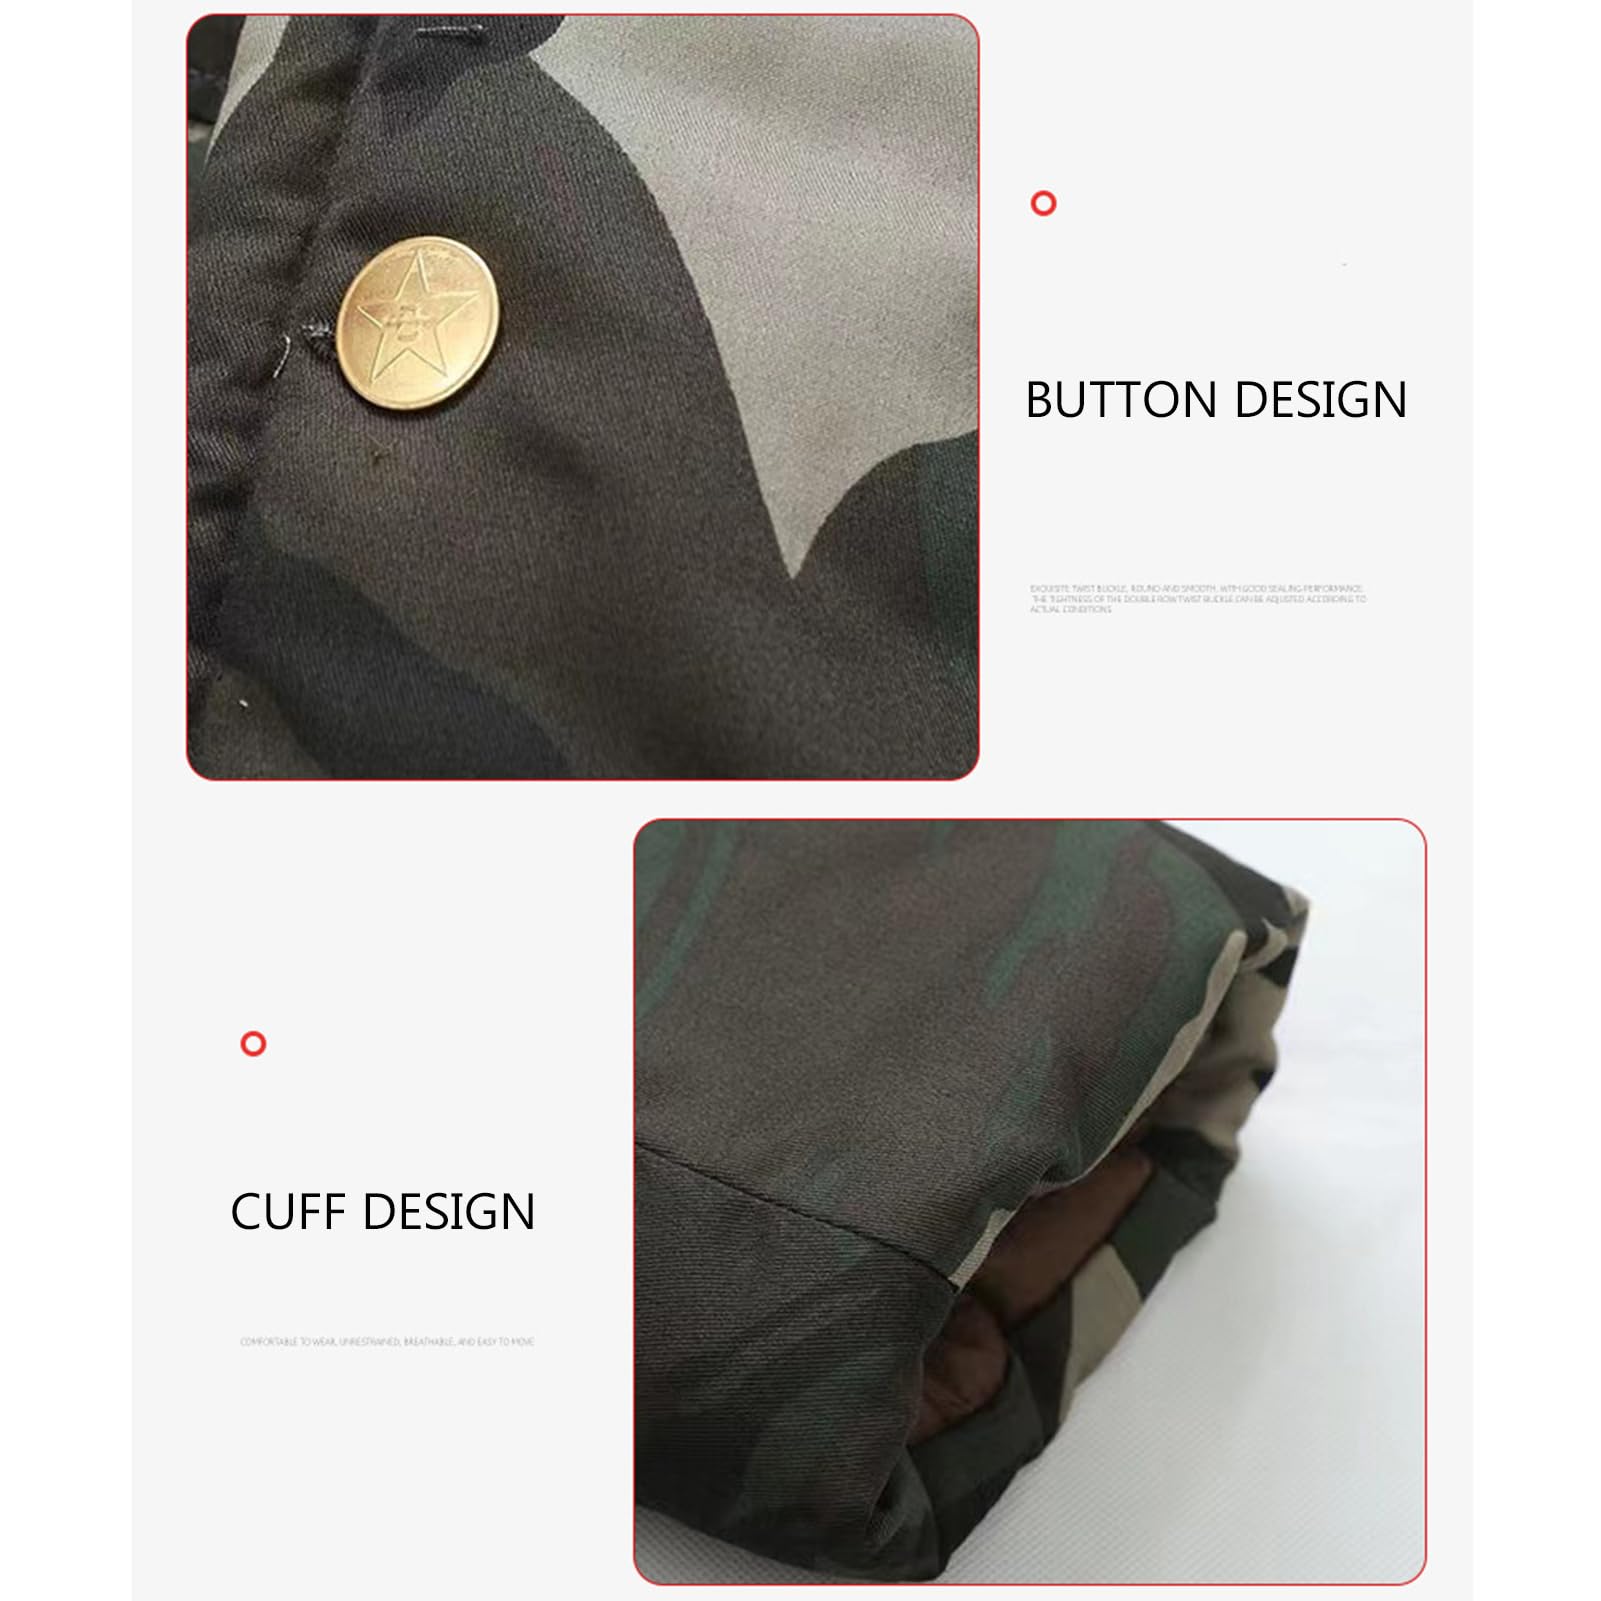 BUTTON DESIGN
EXQUISITE TWIST BUCKLE, ROUND AND SMOOTH, WITH GOOD SEALING PERFORMANCE.
THE TIGHTNESS OF THE DOUBLE ROW TWIST BUCKLE CAN BE ADJUSTED ACCORDING TO
ACTUAL CONDITIONS
CUFF DESIGN
COMFORTABLE TO WEAR, UNRESTRAINED, BREATHABLE, AND EASY TO MOVE